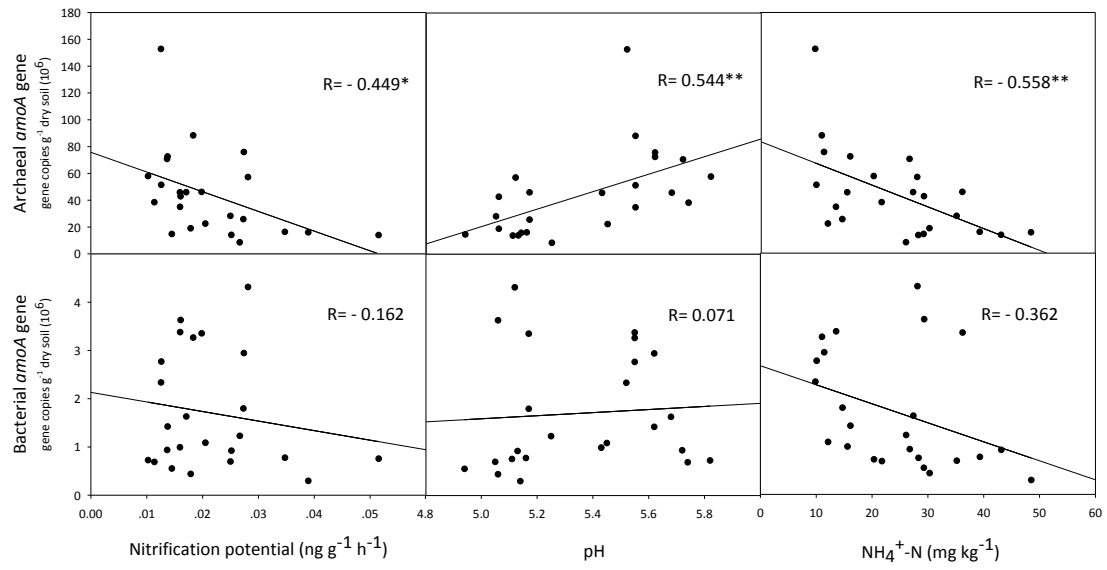 180
160
140
120
100
80
60
40
20
0
Archaeal amoA gene
gene copies g⁻¹ dry soil (10⁶)
R= - 0.449*
R= 0.544**
R= - 0.558**
4
3
2
1
0
Bacterial amoA gene
gene copies g⁻¹ dry soil (10⁶)
R= - 0.162
R= 0.071
R= - 0.362
0.00 .01 .02 .03 .04 .05 4.8 5.0 5.2 5.4 5.6 5.8 0 10 20 30 40 50 60
Nitrification potential (ng g⁻¹ h⁻¹)
pH
NH₄⁺-N (mg kg⁻¹)